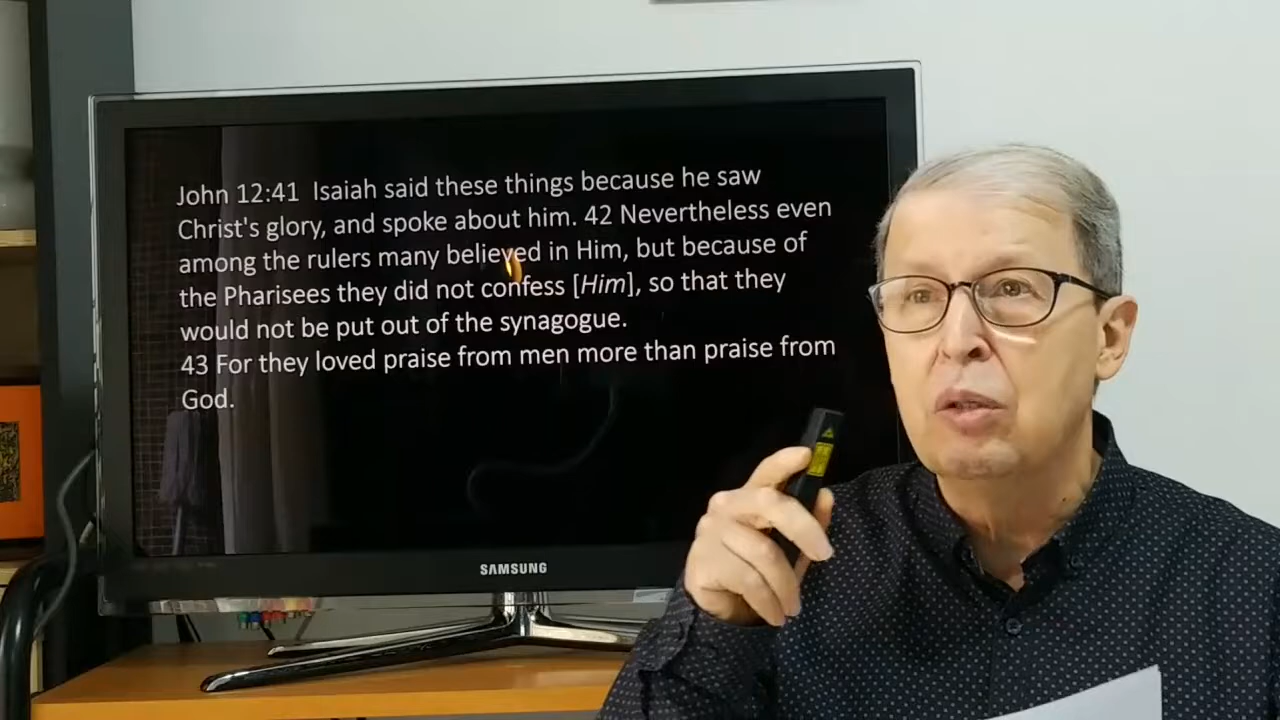 John 12:41 Isaiah said these things because he saw
Christ's glory, and spoke about him. 42 Nevertheless even
among the rulers many believed in Him, but because of
the Pharisees they did not confess [Him], so that they
would not be put out of the synagogue.
43 For they loved praise from men more than praise from
God.
SAMSUNG